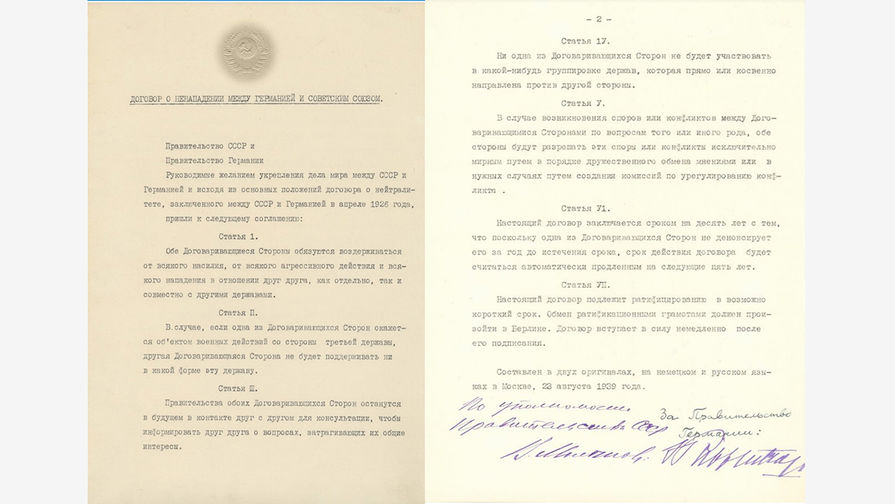 ДОГОВОР О НЕНАПАДЕНИИ МЕЖДУ ГЕРМАНИЕЙ И СОВЕТСКИМ СОЮЗОМ.
Правительство СССР и
Правительство Германии
Руководимые желанием укрепления дела мира между СССР и
Германией и исходя из основных положений договора о нейтрали-
тете, заключенного между СССР и Германией в апреле 1926 года,
пришли к следующему соглашению:
Статья 1.
Обе Договаривающиеся Стороны обязуются воздерживаться
от всякого насилия, от всякого агрессивного действия и вся-
кого нападения в отношении друг друга, как отдельно, так и
совместно с другими державами.
Статья П.
В случае, если одна из Договаривающихся Сторон окажет-
ся об'ектом военных действий со стороны третьей державы,
другая Договаривающаяся Сторона не будет поддерживать ни
в какой форме эту державу.
Статья Ш.
Правительства обоих Договаривающихся Сторон останутся
в будущем в контакте друг с другом для консультации, чтобы
информировать друг друга о вопросах, затрагивающих их общие
интересы.
- 2 -
Статья 1У.
Ни одна из Договаривающихся Сторон не будет участвовать
в какой-нибудь группировке держав, которая прямо или косвенно
направлена против другой стороны.
Статья У.
В случае возникновения споров или конфликтов между Дого-
варивающимися Сторонами по вопросам того или иного рода, обе
стороны будут разрешать эти споры или конфликты исключительно
мирным путем в порядке дружественного обмена мнениями или в
нужных случаях путем создания комиссий по урегулированию конф-
ликта .
Статья У1.
Настоящий договор заключается сроком на десять лет с тем,
что поскольку одна из Договаривающихся Сторон не денонсирует
его за год до истечения срока, срок действия договора будет
считаться автоматически продленным на следующие пять лет.
Статья УП.
Настоящий договор подлежит ратифицированию в возможно
короткий срок. Обмен ратификационными грамотами должен прои-
зойти в Берлине. Договор вступает в силу немедленно после
его подписания.
Составлен в двух оригиналах, на немецком и русском язы-
ках в Москве, 23 августа 1939 года.
По уполномочию
Правительства СССР
За Правительство
Германии:
В. Молотов.